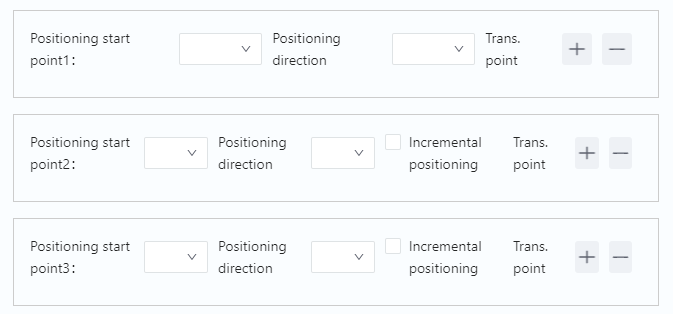 Positioning start
point1:
Positioning
direction
Trans.
point
Positioning start
point2:
Positioning
direction
Incremental
positioning
Trans.
point
Positioning start
point3:
Positioning
direction
Incremental
positioning
Trans.
point